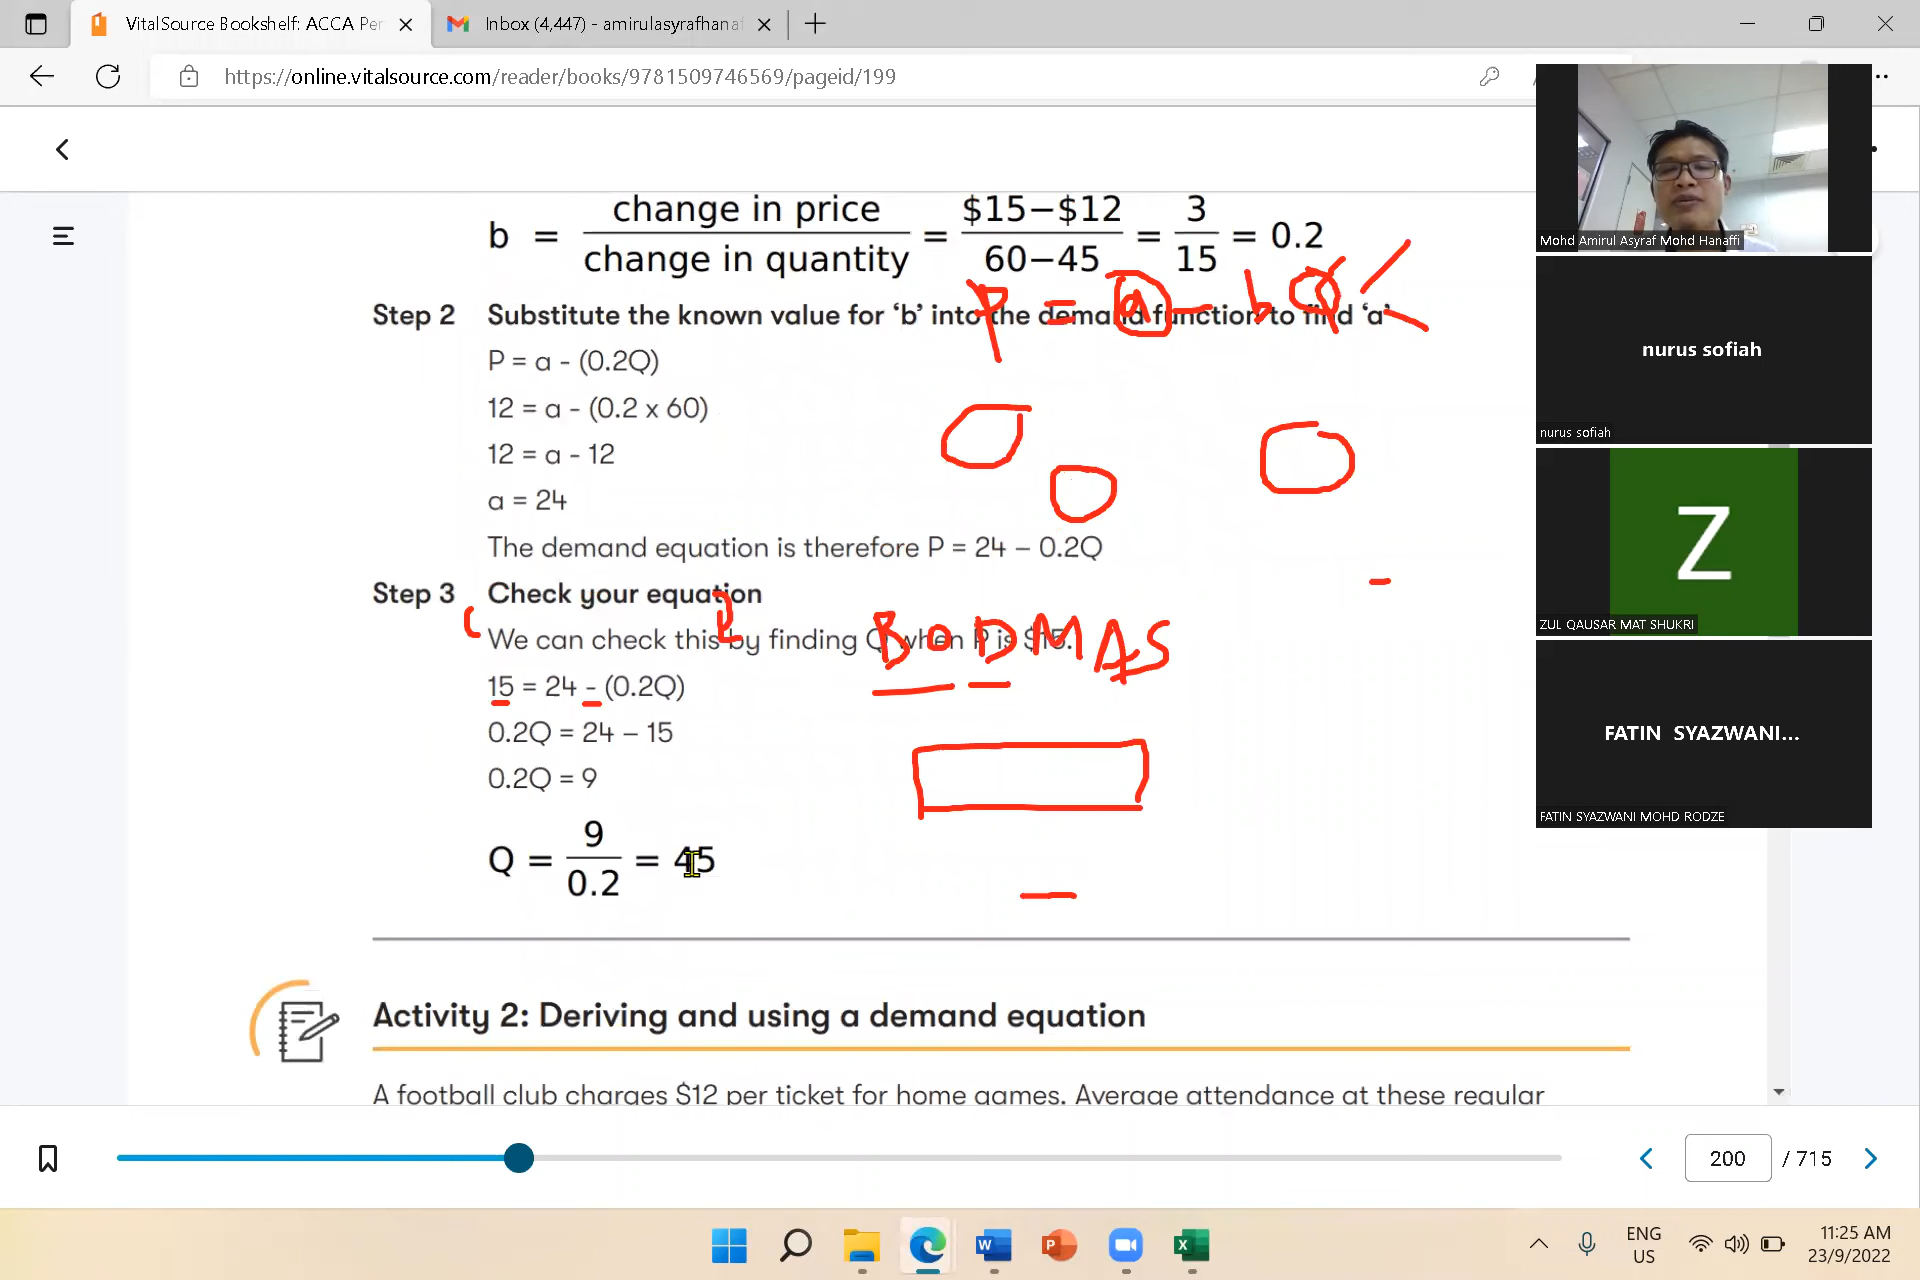 VitalSource Bookshelf: ACCA Per
Inbox (4,447) - amirulasyrafhanaf
https://online.vitalsource.com/reader/books/9781509746569/pageid/199
b = change in price / change in quantity = $15−$12 / 60−45 = 3 / 15 = 0.2
P = a - bQ
Step 2 Substitute the known value for ‘b’ into the demand function to find ‘a’
P = a - (0.2Q)
12 = a - (0.2 x 60)
12 = a - 12
a = 24
The demand equation is therefore P = 24 – 0.2Q
Step 3 Check your equation
We can check this by finding Q when P is $15.
BODMAS
15 = 24 - (0.2Q)
0.2Q = 24 – 15
0.2Q = 9
Q = 9 / 0.2 = 45
Activity 2: Deriving and using a demand equation
A football club charges $12 per ticket for home games. Average attendance at these regular
200 / 715
Mohd Amirul Asyraf Mohd Hanaffi
nurus sofiah
nurus sofiah
Z
ZUL QAUSAR MAT SHUKRI
FATIN SYAZWANI...
FATIN SYAZWANI MOHD RODZE
ENG
US
11:25 AM
23/9/2022